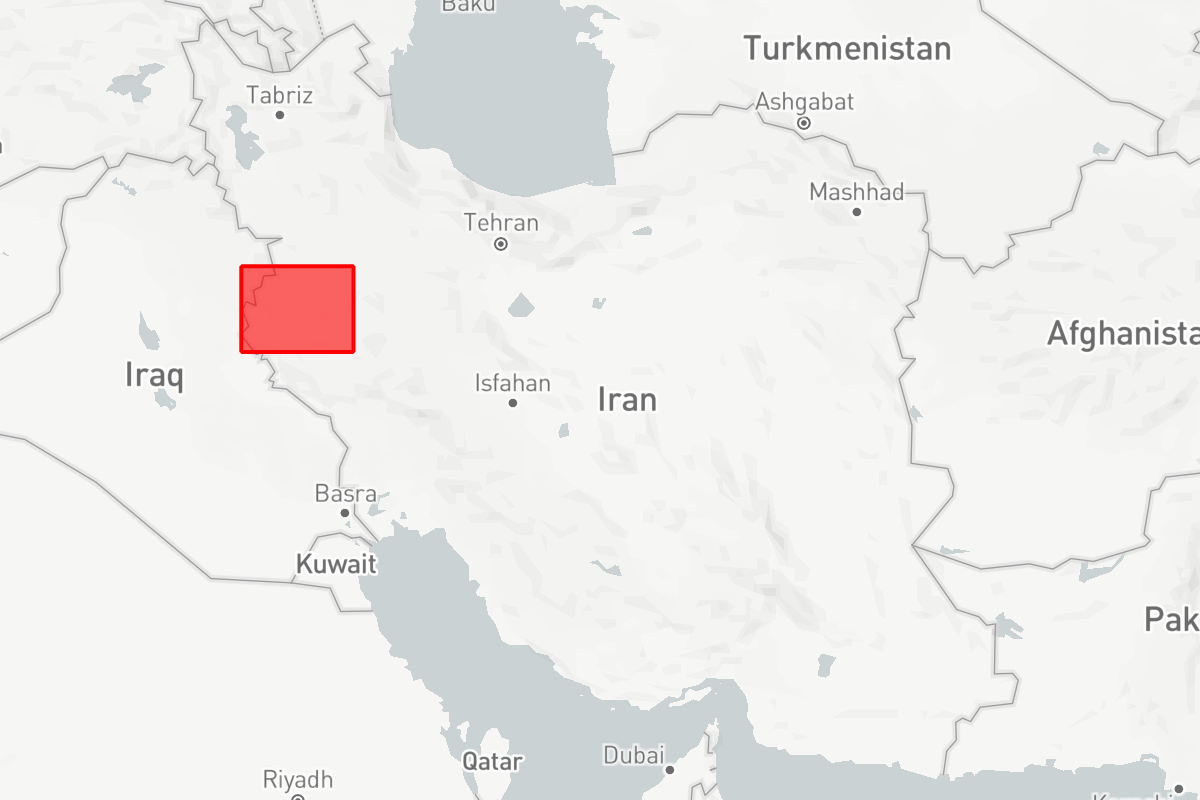 Baku
Turkmenistan
Tabriz
Ashgabat
Mashhad
Tehran
Afghanista
Iraq
Isfahan
Iran
Basra
Kuwait
Pak
Qatar
Dubai
Riyadh